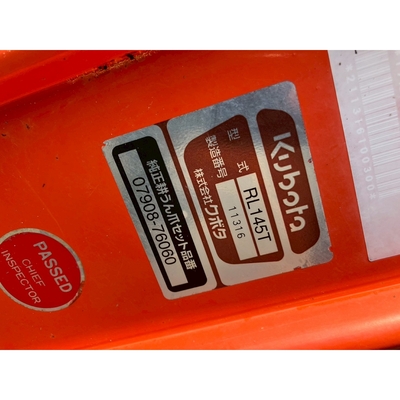 Kubota
型式 RL145T
製造番号 11316
株式会社クボタ
純正耕うん爪セット品番
07908-76060
PASSED
CHIEF
INSPECTOR